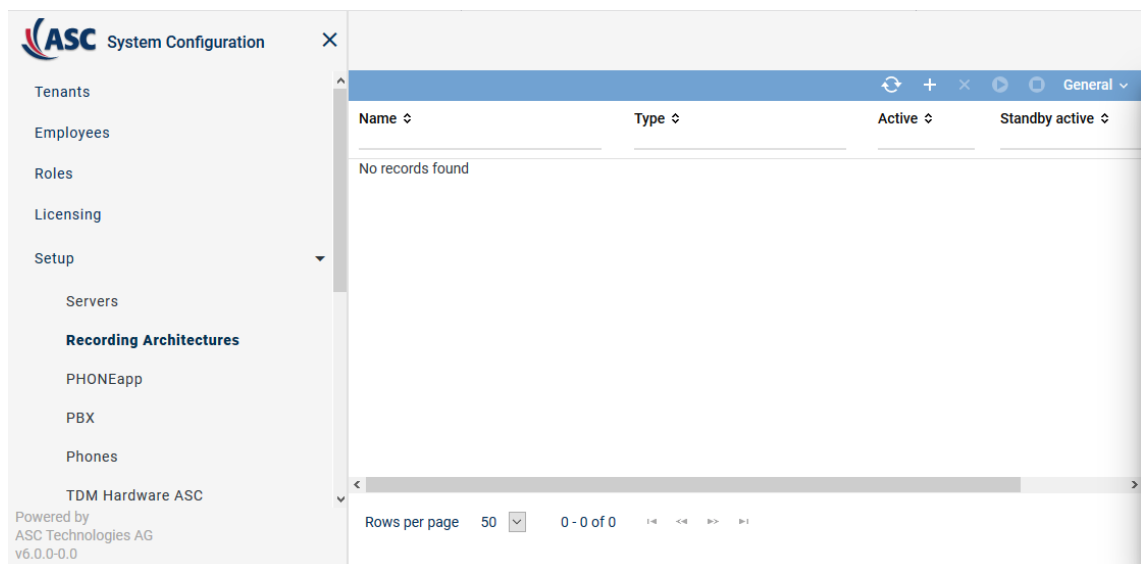 ASC System Configuration
Tenants
Employees
Roles
Licensing
Setup
Servers
Recording Architectures
PHONEapp
PBX
Phones
TDM Hardware ASC
Powered by
ASC Technologies AG
v6.0.0-0.0
General
Name Type Active Standby active
No records found
Rows per page 50 0 - 0 of 0